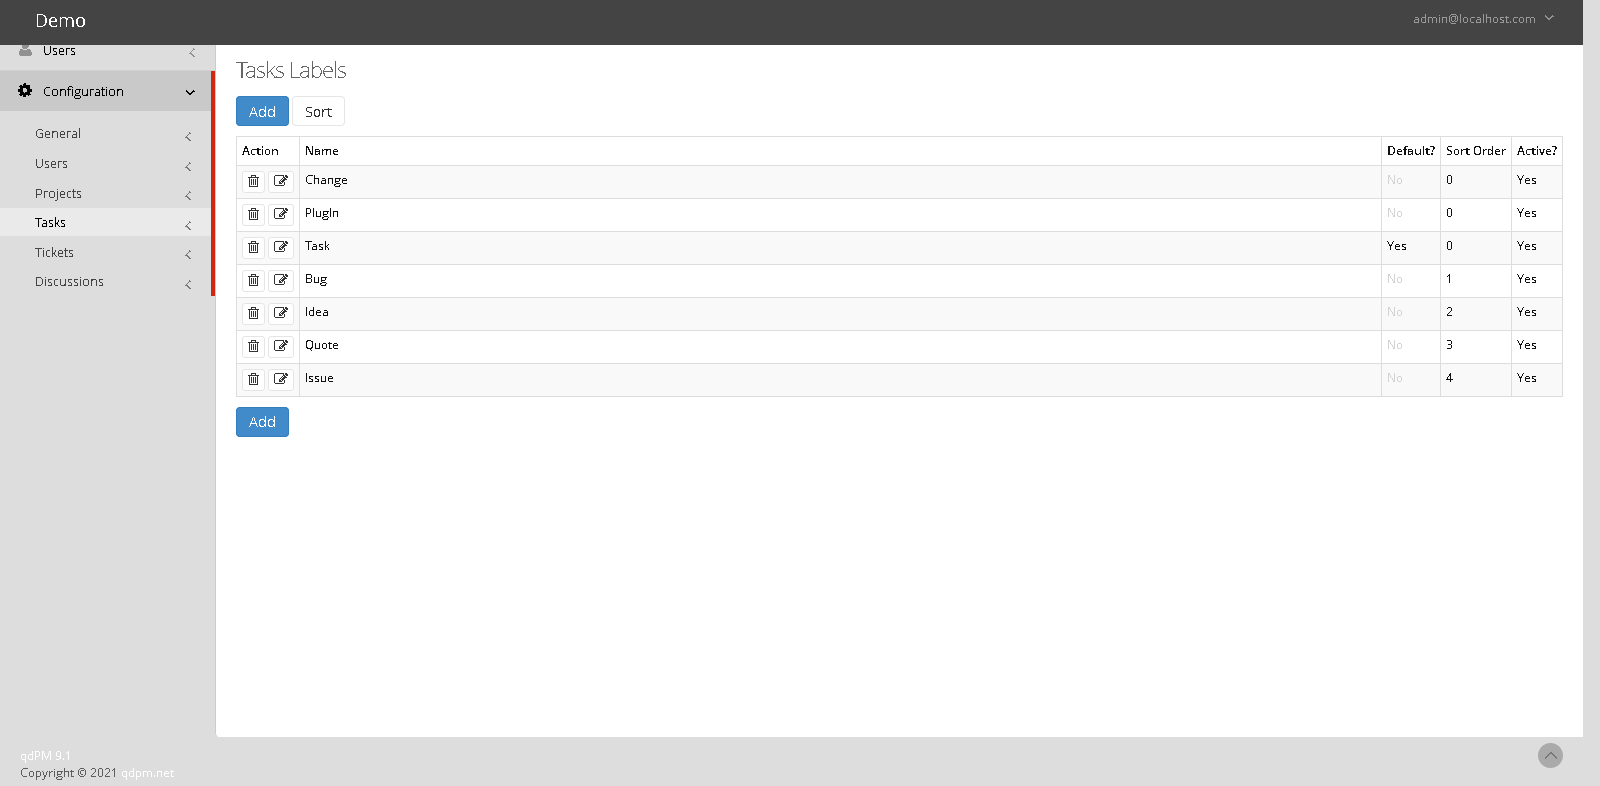 Demo
admin@localhost.com
Users
Configuration
General
Users
Projects
Tasks
Tickets
Discussions
Tasks Labels
Add Sort
Action Name Default? Sort Order Active?
Change No 0 Yes
PlugIn No 0 Yes
Task Yes 0 Yes
Bug No 1 Yes
Idea No 2 Yes
Quote No 3 Yes
Issue No 4 Yes
Add
qdPM 9.1
Copyright © 2021 qdpm.net